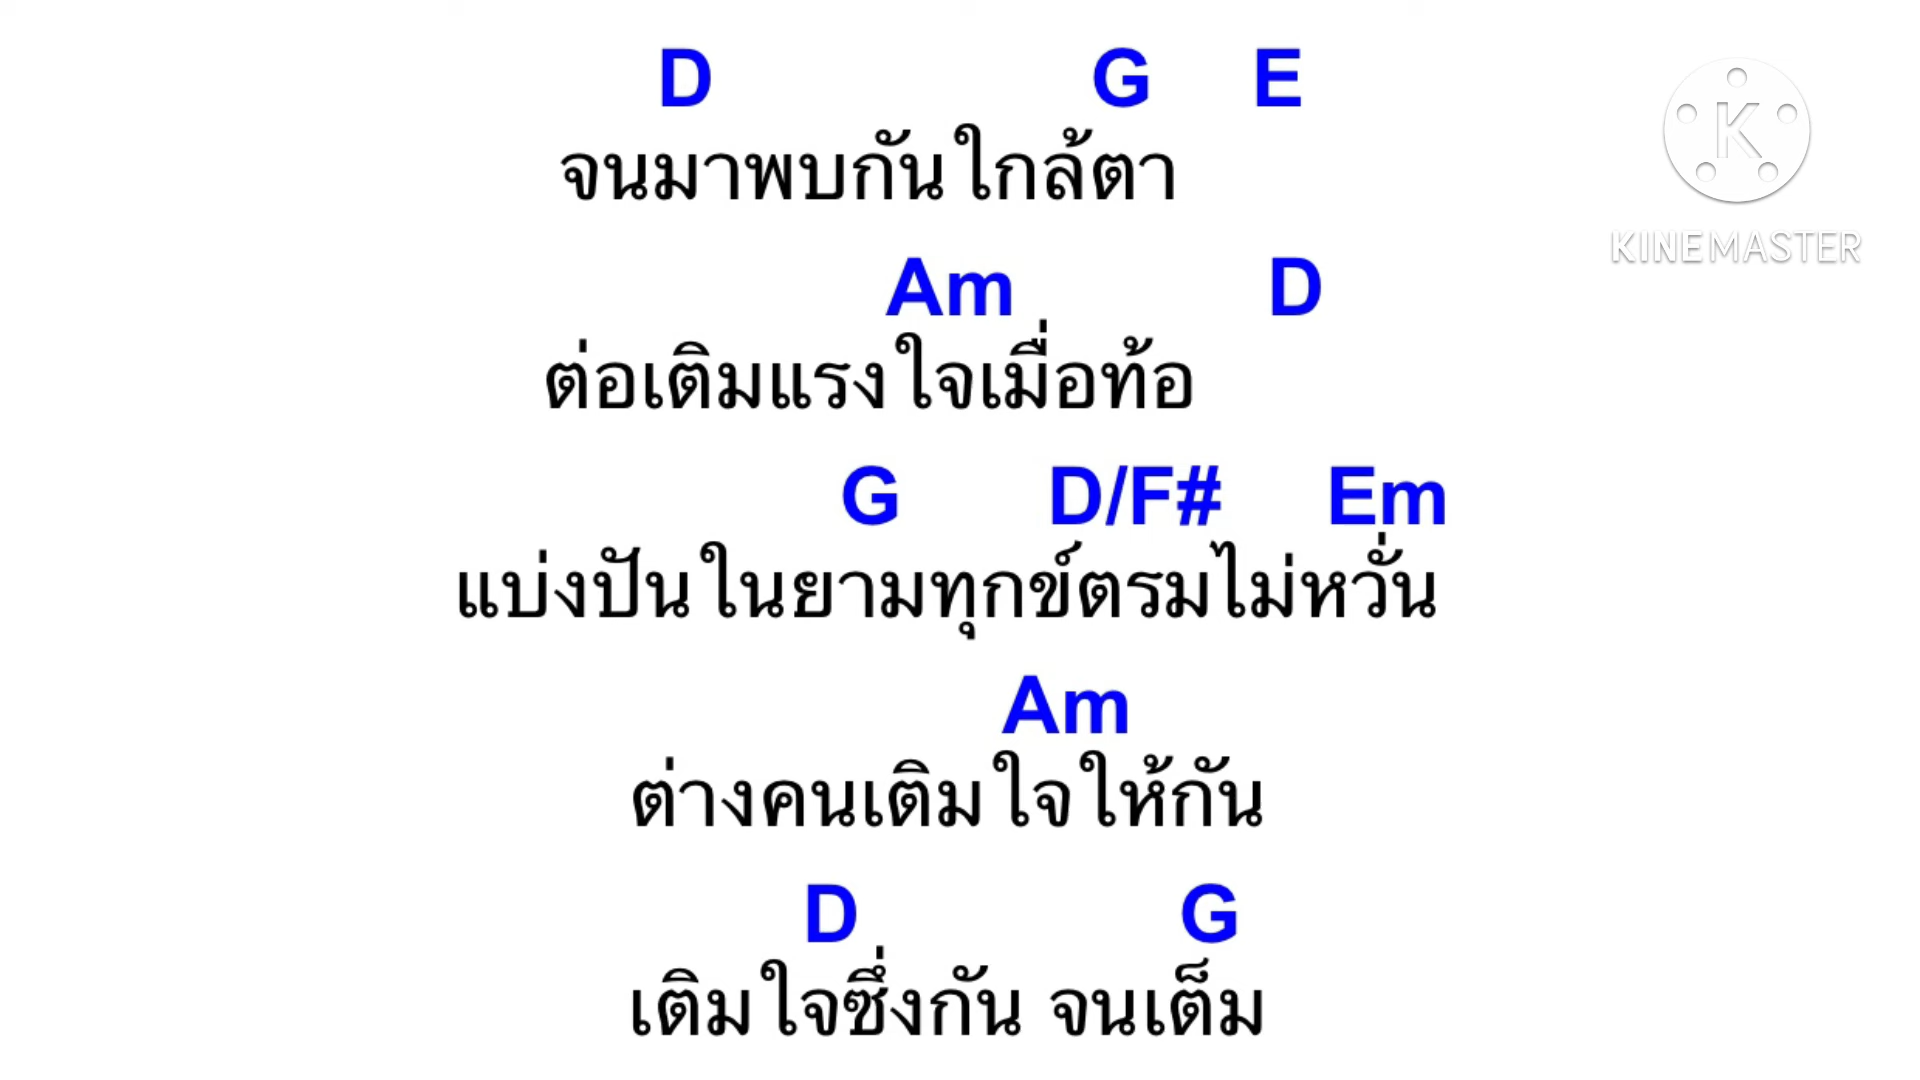 D G E
จนมาพบกันใกล้ตา
K
KINEMASTER
Am D
ต่อเติมแรงใจเมื่อท้อ
G D/F# Em
แบ่งปันในยามทุกข์ตรมไม่หวั่น
Am
ต่างคนเติมใจให้กัน
D G
เติมใจซึ่งกัน จนเต็ม